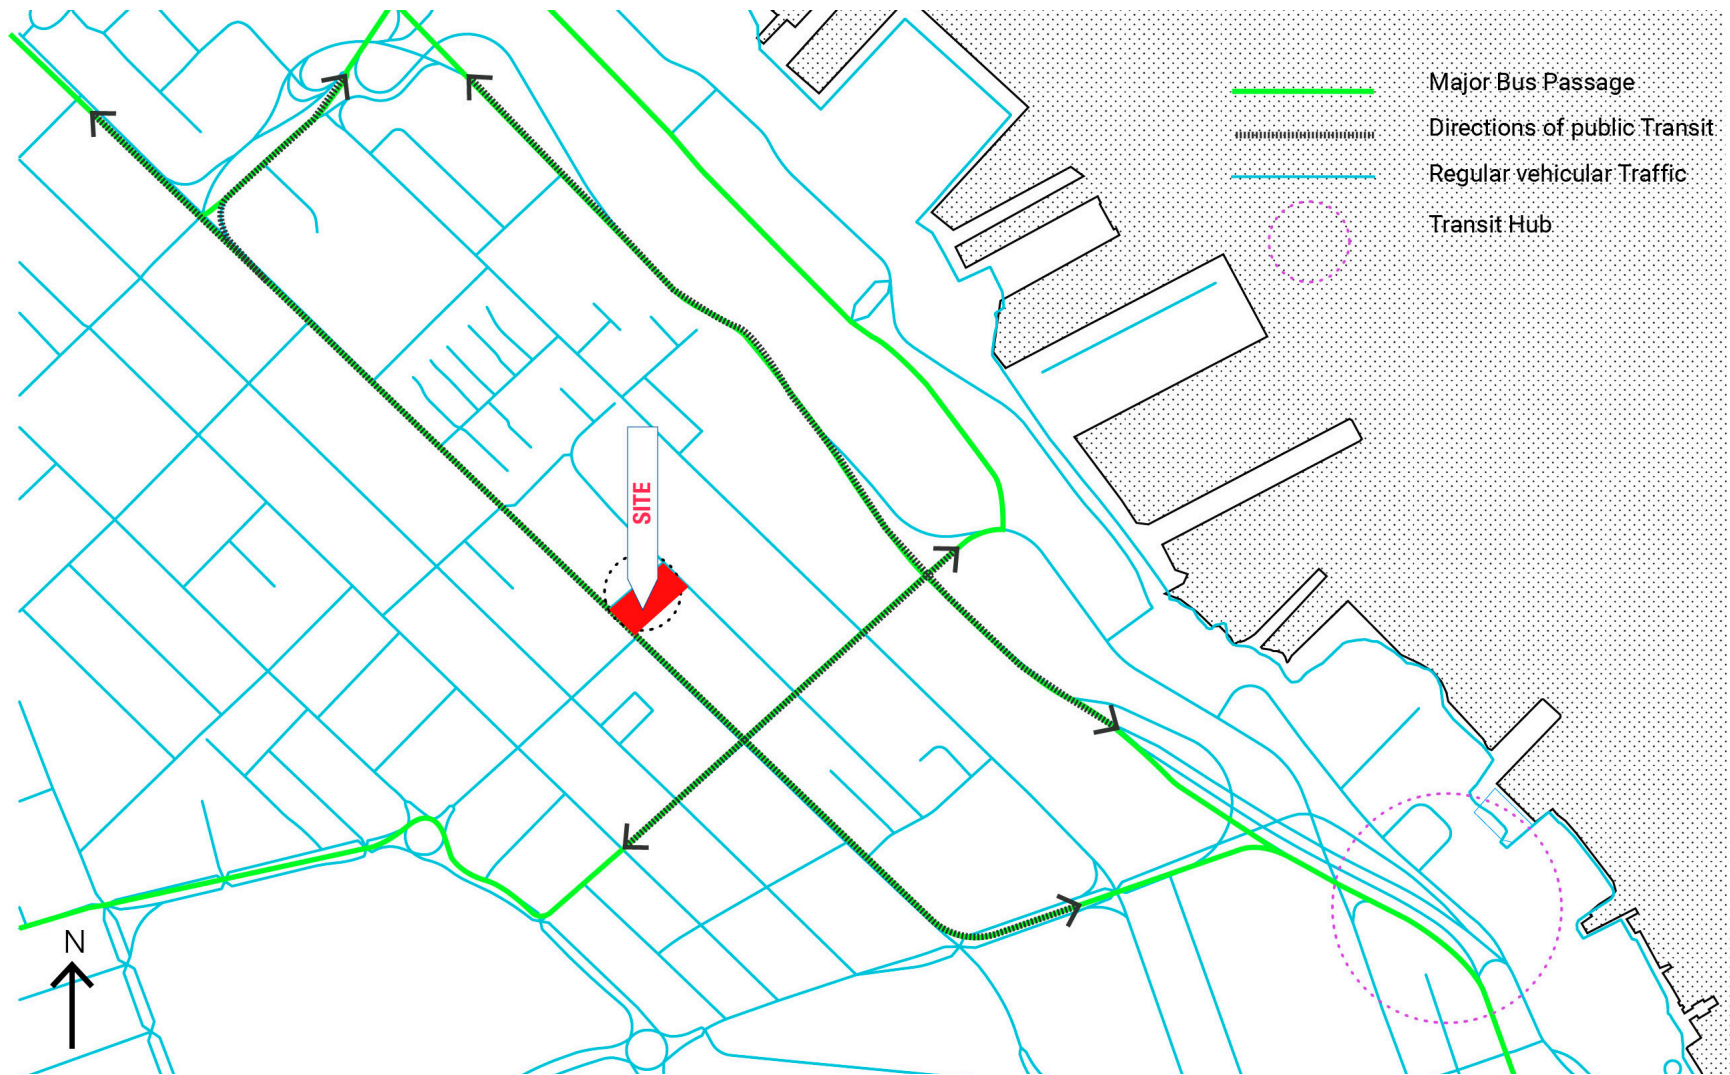 Major Bus Passage
Directions of public Transit
Regular vehicular Traffic
Transit Hub
SITE
N